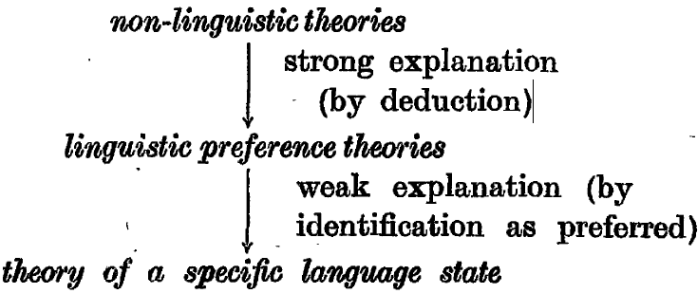 non-linguistic theories
strong explanation
(by deduction)
linguistic preference theories
weak explanation (by
identification as preferred)
theory of a specific language state